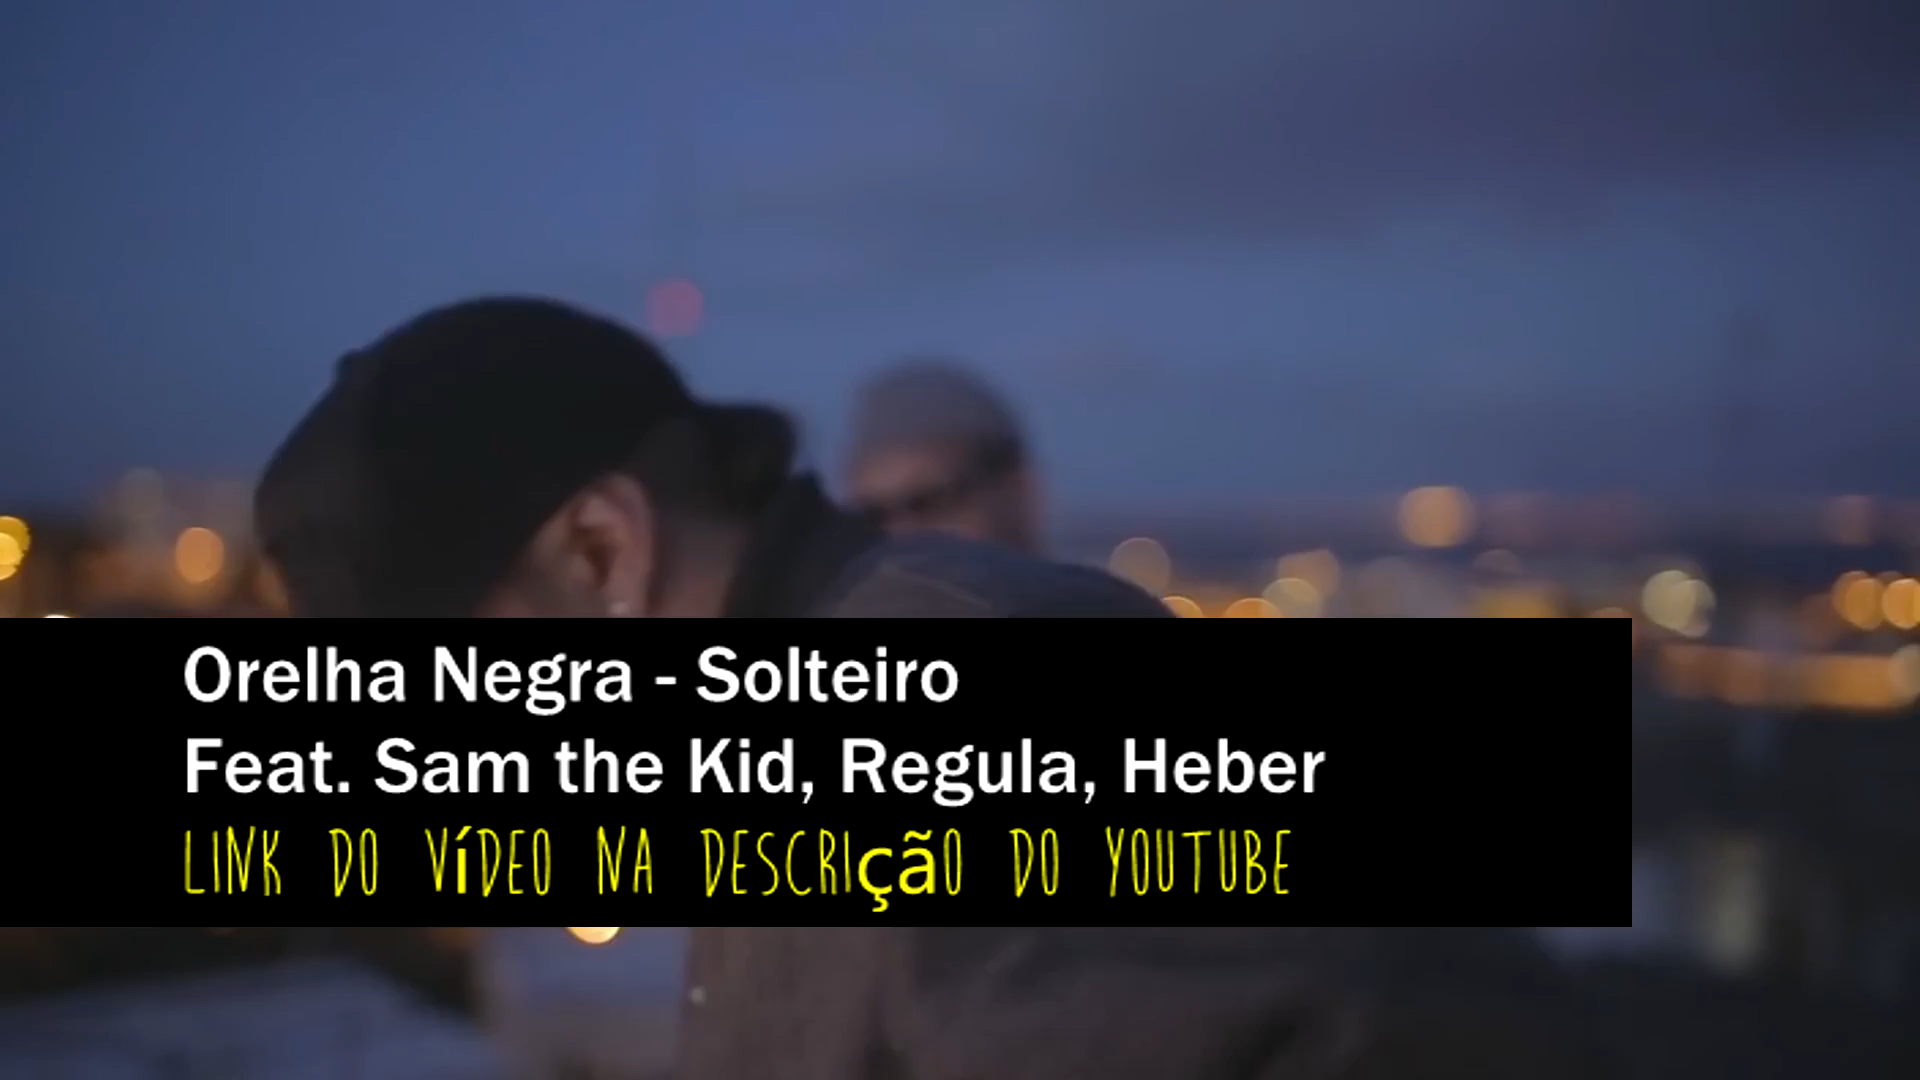 Orelha Negra - Solteiro
Feat. Sam the Kid, Regula, Heber
LINK DO VíDEO NA DESCRIçãO DO YOUTUBE